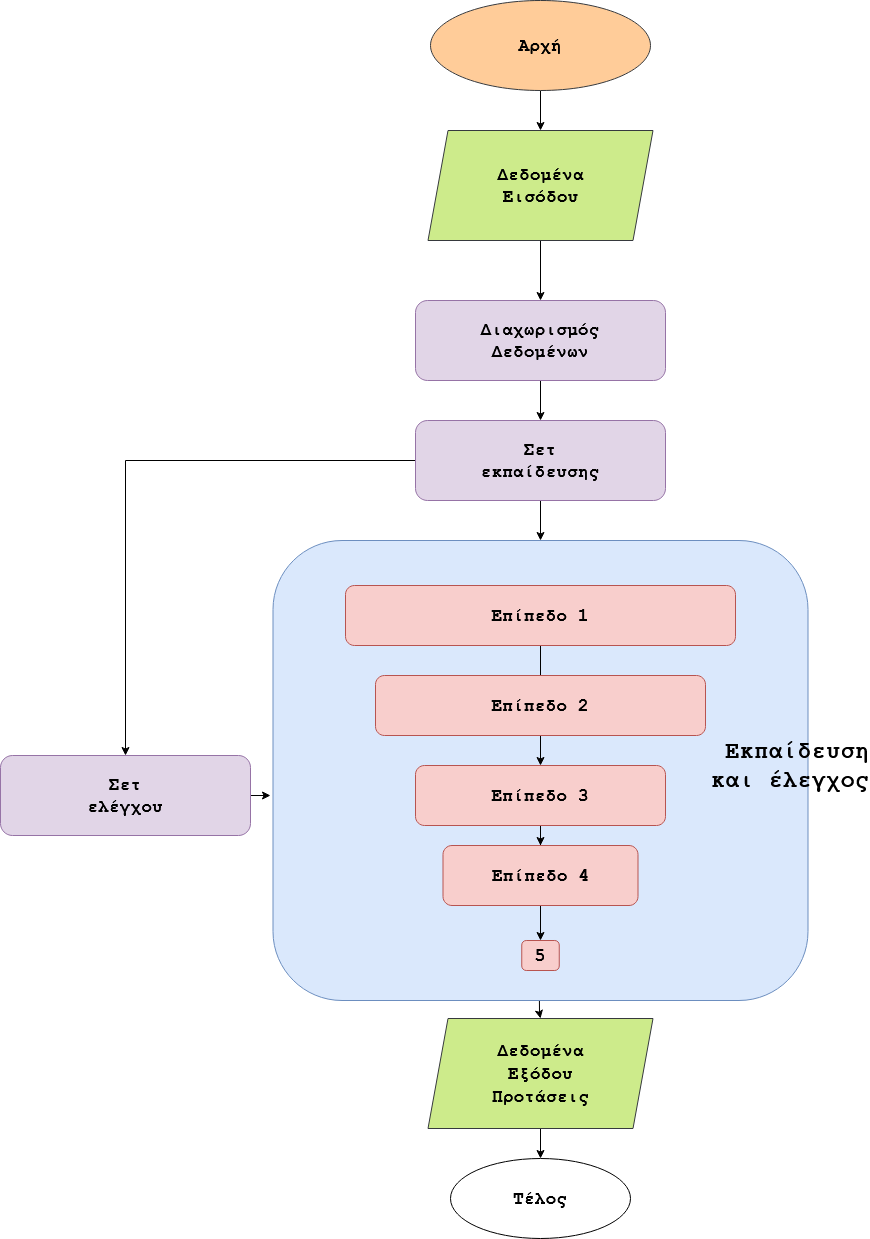 Αρχή
Δεδομένα
Εισόδου
Διαχωρισμός
Δεδομένων
Σετ
εκπαίδευσης
Επίπεδο 1
Επίπεδο 2
Εκπαίδευση
και έλεγχος
Επίπεδο 3
Σετ
ελέγχου
Επίπεδο 4
5
Δεδομένα
Εξόδου
Προτάσεις
Τέλος